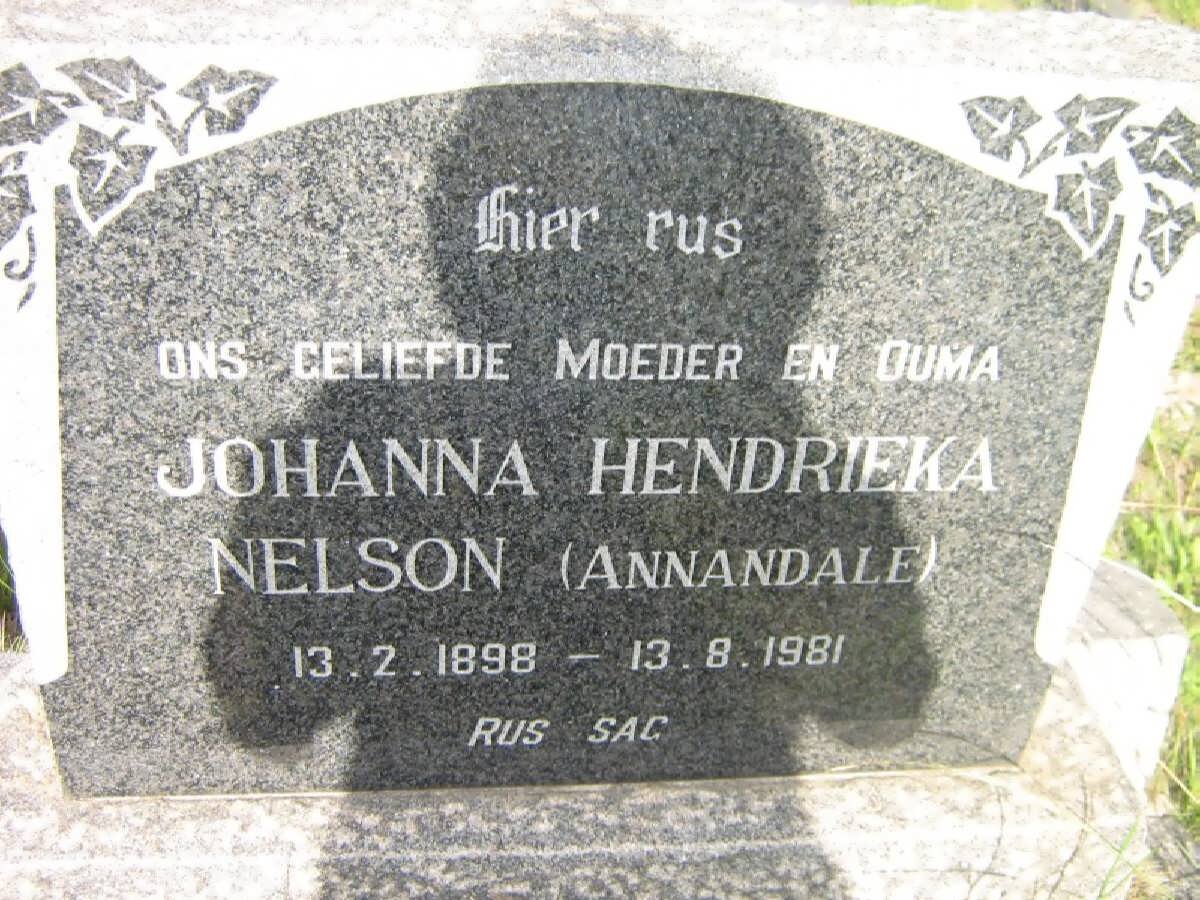 Hier rus
ONS GELIEFDE MOEDER EN OUMA
JOHANNA HENDRIEKA
NELSON (ANNANDALE)
13.2.1898 – 13.8.1981
RUS SAG